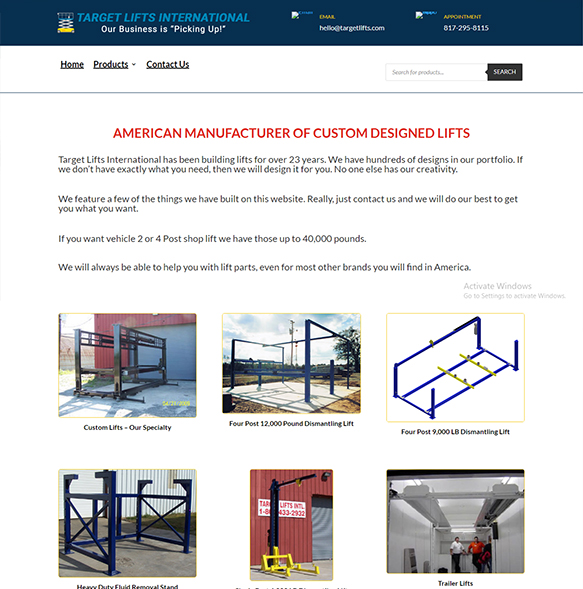 TARGET LIFTS INTERNATIONAL
Our Business is "Picking Up!"
EMAIL
hello@targetlifts.com
APPOINTMENT
817-295-8115
Home Products Contact Us
Search for products... SEARCH
AMERICAN MANUFACTURER OF CUSTOM DESIGNED LIFTS
Target Lifts International has been building lifts for over 23 years. We have hundreds of designs in our portfolio. If
we don't have exactly what you need, then we will design it for you. No one else has our creativity.
We feature a few of the things we have built on this website. Really, just contact us and we will do our best to get
you what you want.
If you want vehicle 2 or 4 Post shop lift we have those up to 40,000 pounds.
We will always be able to help you with lift parts, even for most other brands you will find in America.
Activate Windows
Go to Settings to activate Windows.
Custom Lifts – Our Specialty
Four Post 12,000 Pound Dismantling Lift
Four Post 9,000 LB Dismantling Lift
TARGET LIFTS INTL
Heavy Duty Fluid Removal Stand
Trailer Lifts